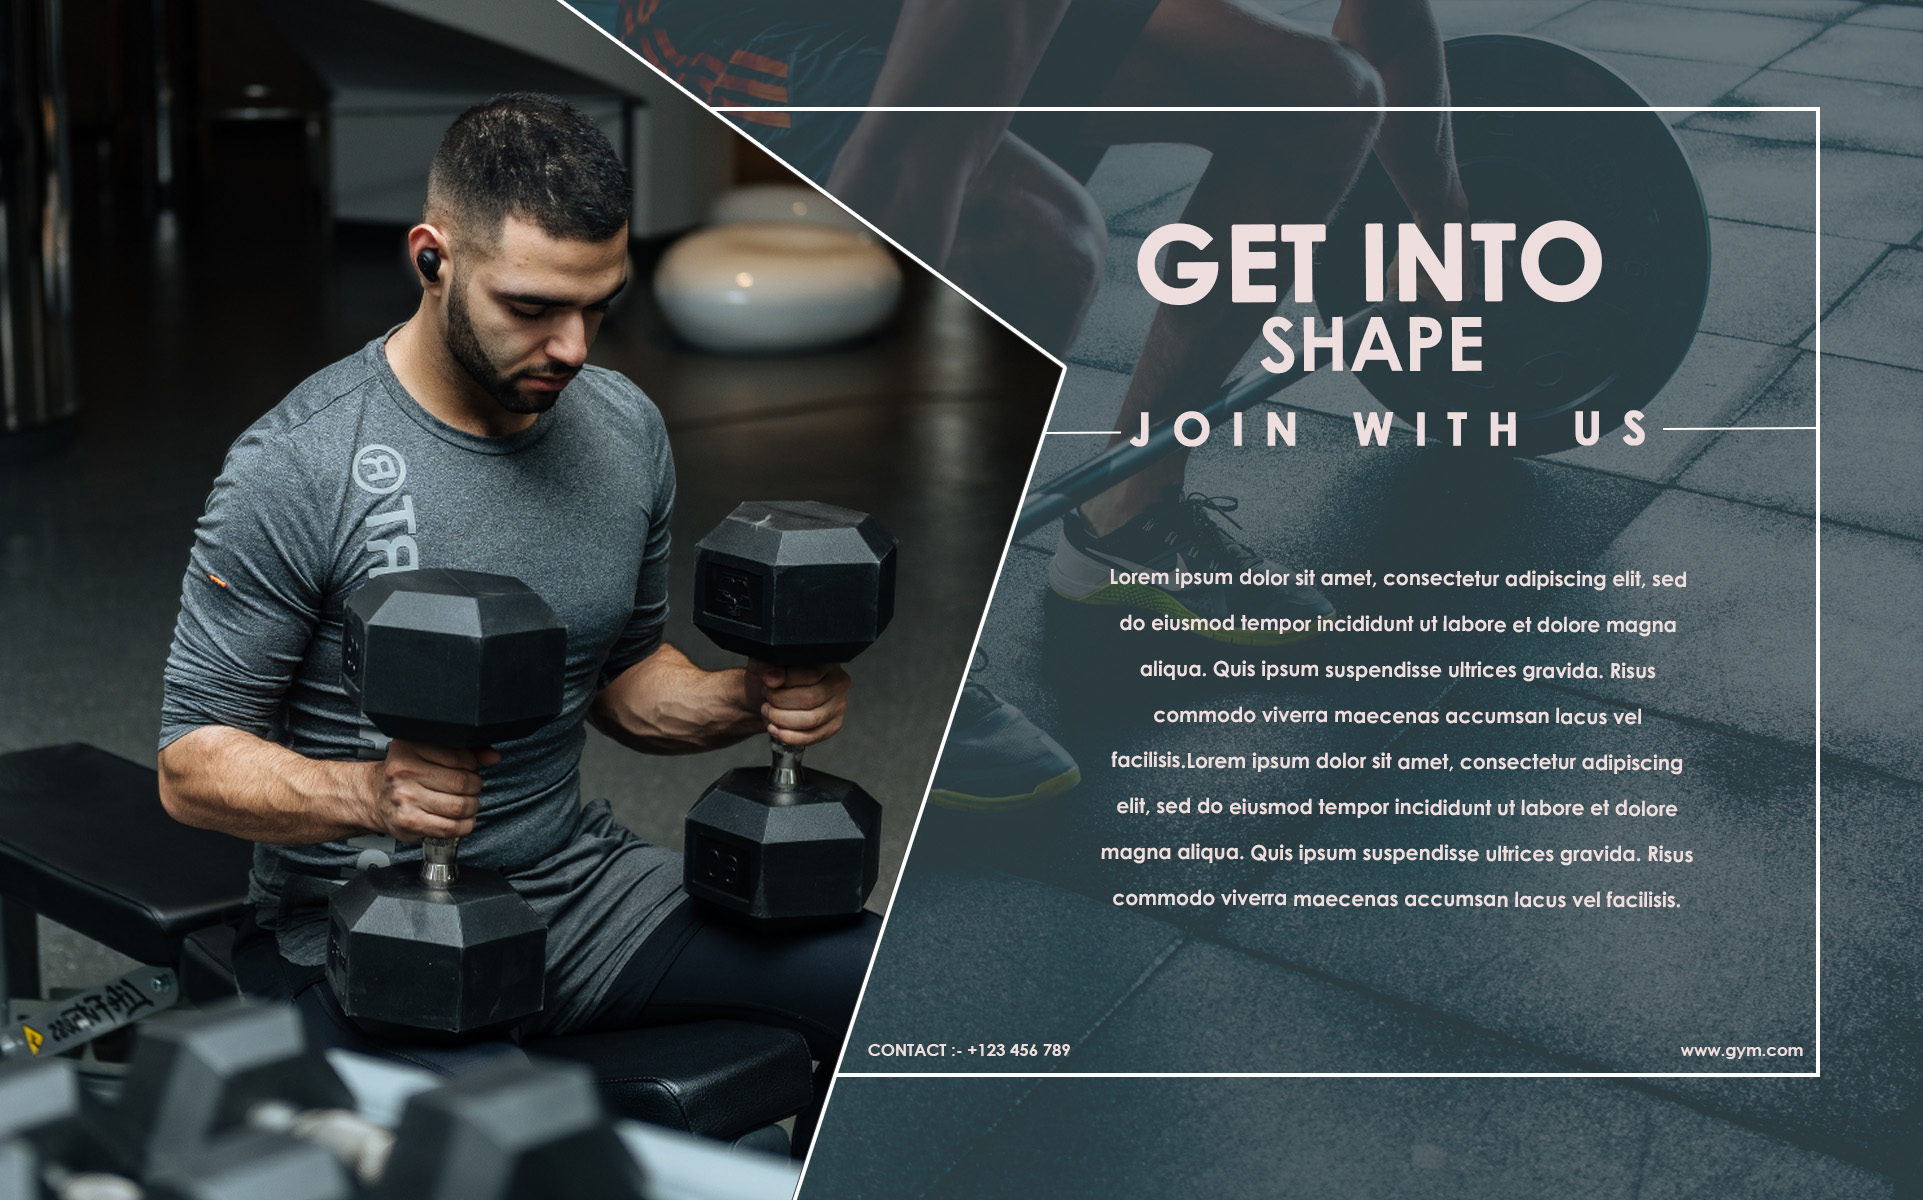 GET INTO
SHAPE
JOIN WITH US
Lorem ipsum dolor sit amet, consectetur adipiscing elit, sed
do eiusmod tempor incididunt ut labore et dolore magna
aliqua. Quis ipsum suspendisse ultrices gravida. Risus
commodo viverra maecenas accumsan lacus vel
facilisis.Lorem ipsum dolor sit amet, consectetur adipiscing
elit, sed do eiusmod tempor incididunt ut labore et dolore
magna aliqua. Quis ipsum suspendisse ultrices gravida. Risus
commodo viverra maecenas accumsan lacus vel facilisis.
CONTACT :- +123 456 789
www.gym.com